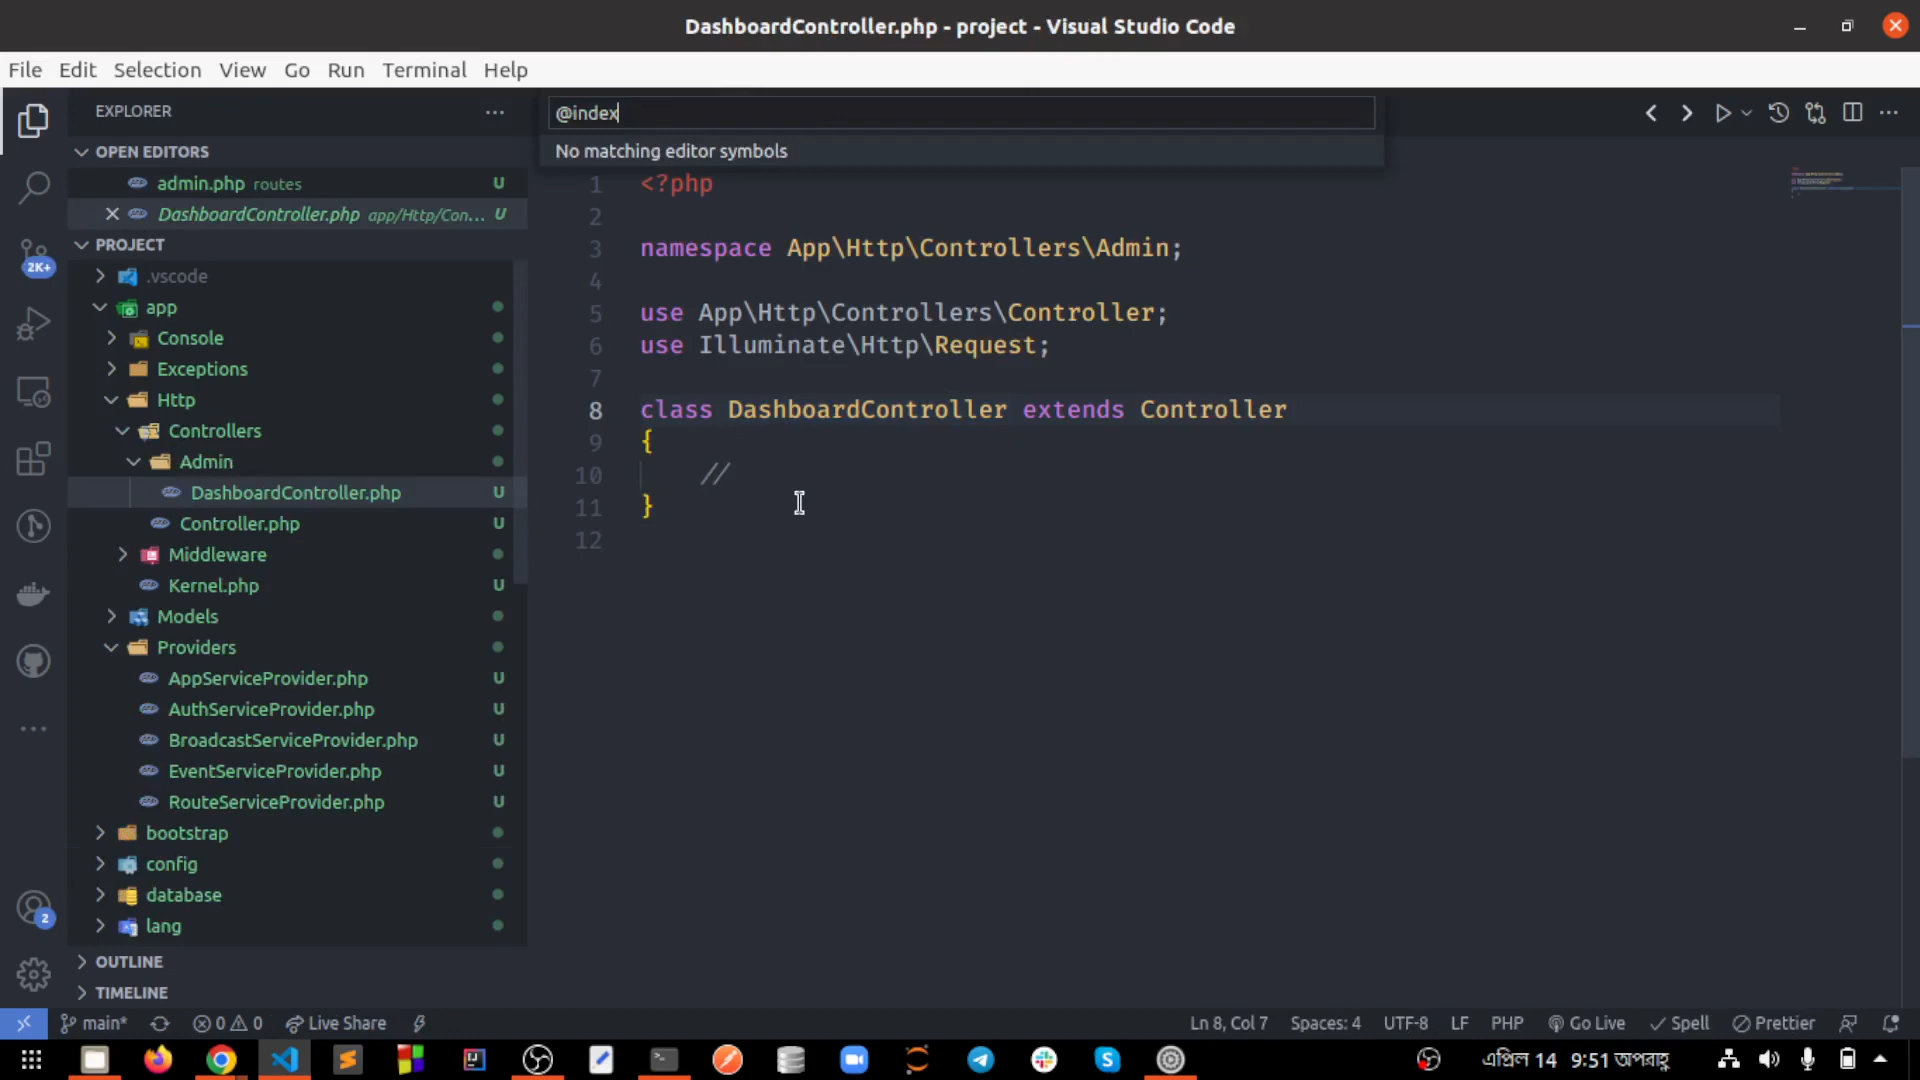 DashboardController.php - project - Visual Studio Code
File Edit Selection View Go Run Terminal Help
EXPLORER
@index
No matching editor symbols
OPEN EDITORS
admin.php routes U
DashboardController.php app/Http/Con... U
PROJECT
.vscode
app
Console
Exceptions
Http
Controllers
Admin
DashboardController.php U
Controller.php U
Middleware
Kernel.php U
Models
Providers
AppServiceProvider.php U
AuthServiceProvider.php U
BroadcastServiceProvider.php U
EventServiceProvider.php U
RouteServiceProvider.php U
bootstrap
config
database
lang
OUTLINE
TIMELINE
2K+
2
1 <?php
2
3 namespace App\Http\Controllers\Admin;
4
5 use App\Http\Controllers\Controller;
6 use Illuminate\Http\Request;
7
8 class DashboardController extends Controller
9 {
10 //
11 }
12
main* 0 0 Live Share Ln 8, Col 7 Spaces: 4 UTF-8 LF PHP Go Live Spell Prettier
এপ্রিল 14 9:51 অপরাহ্ণ